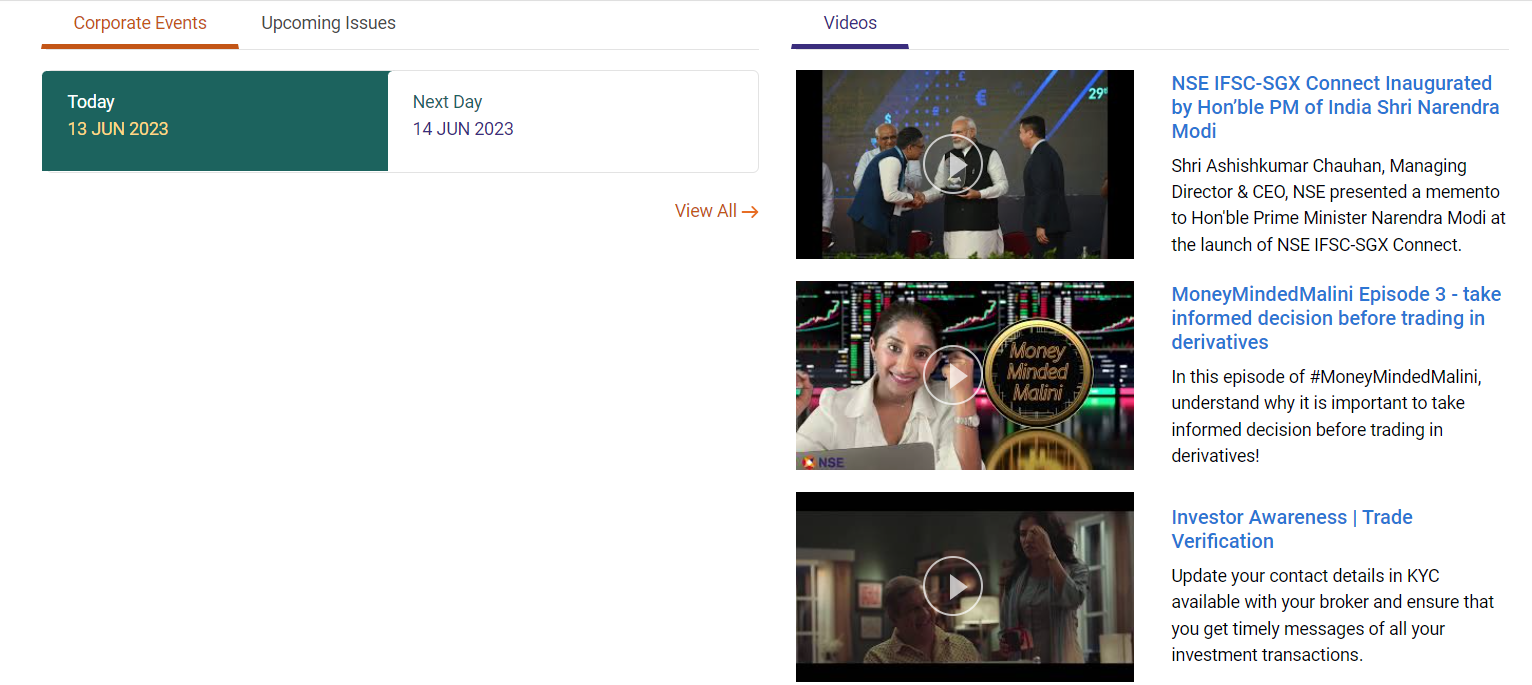 Corporate Events
Upcoming Issues
Today
13 JUN 2023
Next Day
14 JUN 2023
View All →
Videos
29th
$
€
NSE IFSC-SGX Connect Inaugurated
by Hon’ble PM of India Shri Narendra
Modi
Shri Ashishkumar Chauhan, Managing
Director & CEO, NSE presented a memento
to Hon'ble Prime Minister Narendra Modi at
the launch of NSE IFSC-SGX Connect.
Money
Minded
Malini
NSE
MoneyMindedMalini Episode 3 - take
informed decision before trading in
derivatives
In this episode of #MoneyMindedMalini,
understand why it is important to take
informed decision before trading in
derivatives!
Investor Awareness | Trade
Verification
Update your contact details in KYC
available with your broker and ensure that
you get timely messages of all your
investment transactions.